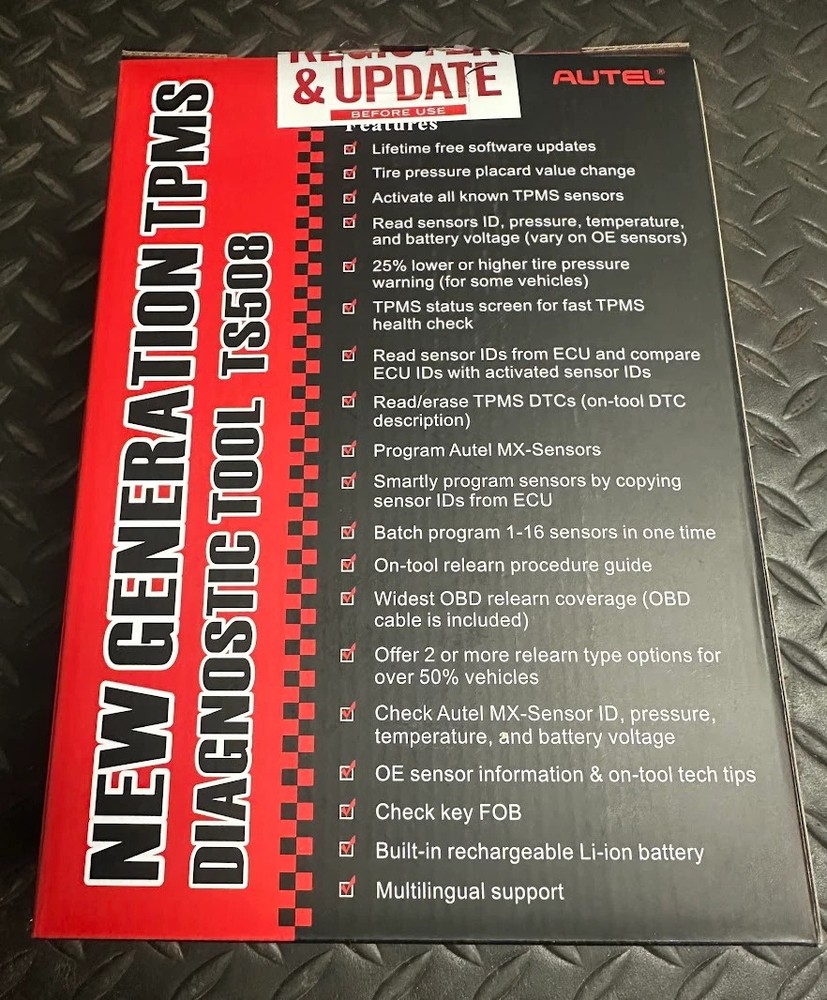 NEW GENERATION TPMS
DIAGNOSTIC TOOL TS508
& UPDATE
BEFORE USE
AUTEL®
Features
Lifetime free software updates
Tire pressure placard value change
Activate all known TPMS sensors
Read sensors ID, pressure, temperature,
and battery voltage (vary on OE sensors)
25% lower or higher tire pressure
warning (for some vehicles)
TPMS status screen for fast TPMS
health check
Read sensor IDs from ECU and compare
ECU IDs with activated sensor IDs
Read/erase TPMS DTCs (on-tool DTC
description)
Program Autel MX-Sensors
Smartly program sensors by copying
sensor IDs from ECU
Batch program 1-16 sensors in one time
On-tool relearn procedure guide
Widest OBD relearn coverage (OBD
cable is included)
Offer 2 or more relearn type options for
over 50% vehicles
Check Autel MX-Sensor ID, pressure,
temperature, and battery voltage
OE sensor information & on-tool tech tips
Check key FOB
Built-in rechargeable Li-ion battery
Multilingual support